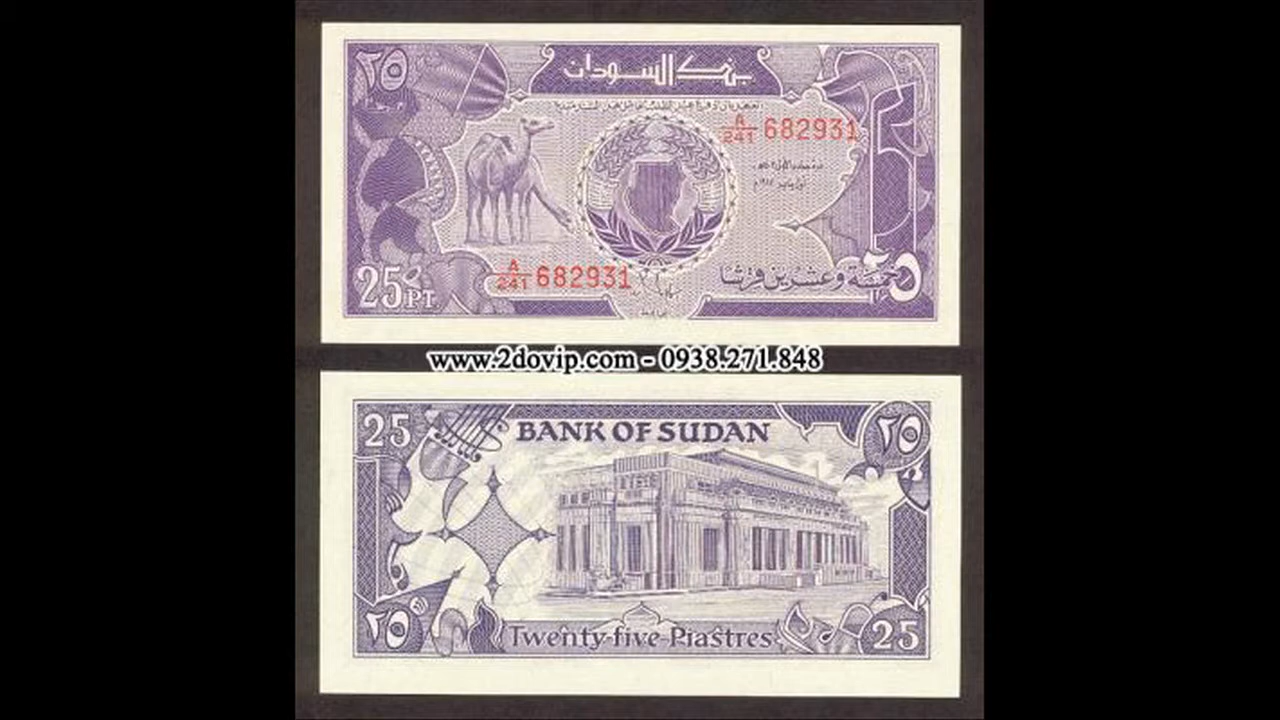 ٢٥
بنك السودان
A/241 682931
A/241 682931
25 PT.
خمسة وعشرين قرشا
٢٥
www.2dovip.com - 0938.271.848
25
BANK OF SUDAN
٢٥
٢٥
Twenty-five Piastres
25